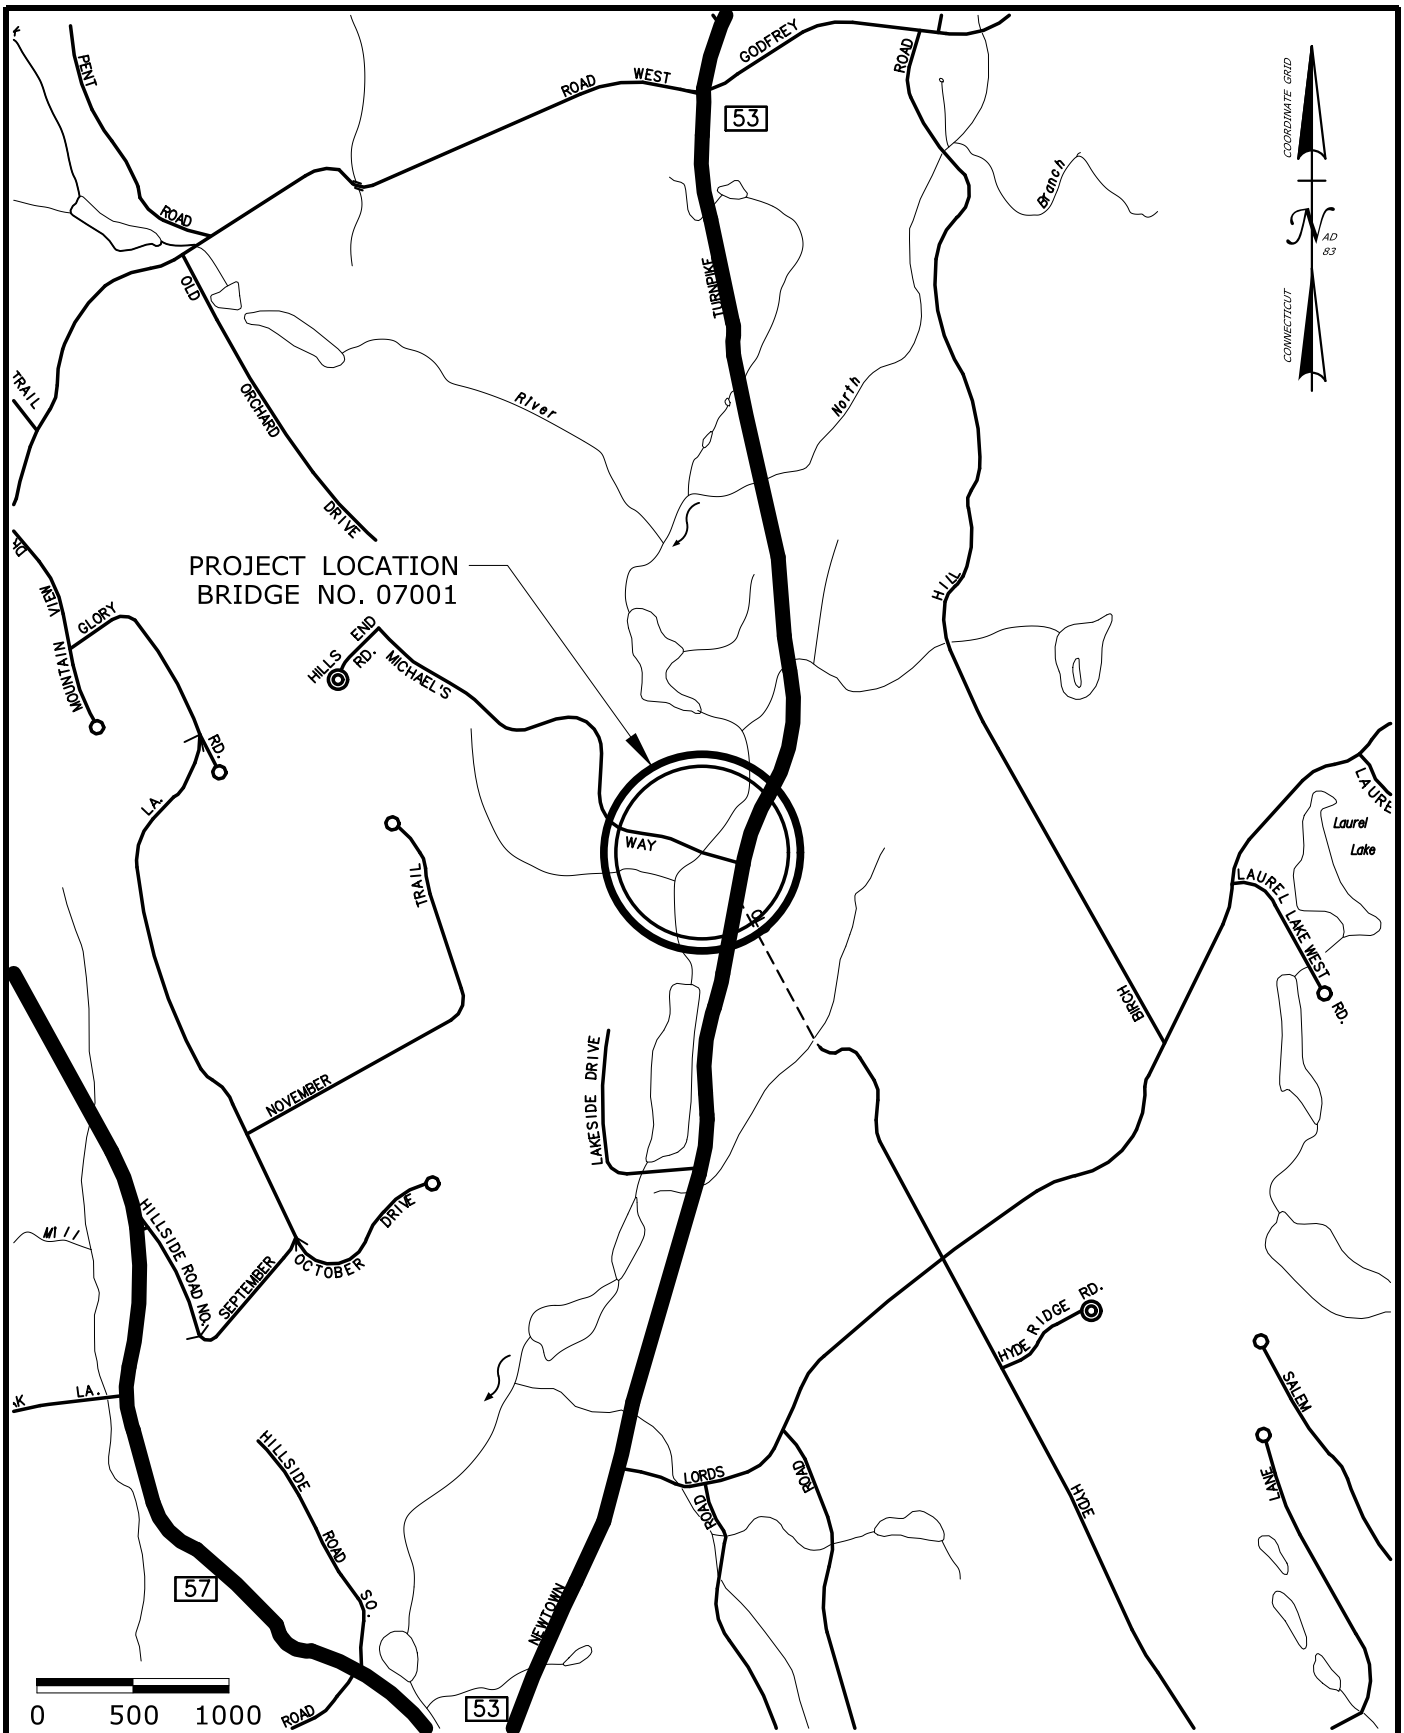 PENT
ROAD
ROAD WEST
GODFREY
ROAD
53
COORDINATE GRID
N
AD
83
CONNECTICUT
Branch
ROAD
OLD
ORCHARD
DRIVE
TURNPIKE
River
North
TRAIL
DR.
VIEW
MOUNTAIN
GLORY
RD.
PROJECT LOCATION
BRIDGE NO. 07001
HILLS END
RD.
MICHAEL'S
WAY
HILL
BIRCH
LA.
TRAIL
NOVEMBER
LAUREL
Laurel
Lake
LAUREL LAKE WEST
RD.
LAKESIDE DRIVE
OLD
Mill
HILLSIDE ROAD NO.
SEPTEMBER
OCTOBER
DRIVE
HYDE RIDGE RD.
LA.
HILLSIDE
ROAD
SO.
LORDS
ROAD
ROAD
HYDE
SALEM
LANE
57
NEWTOWN
53
0 500 1000
ROAD